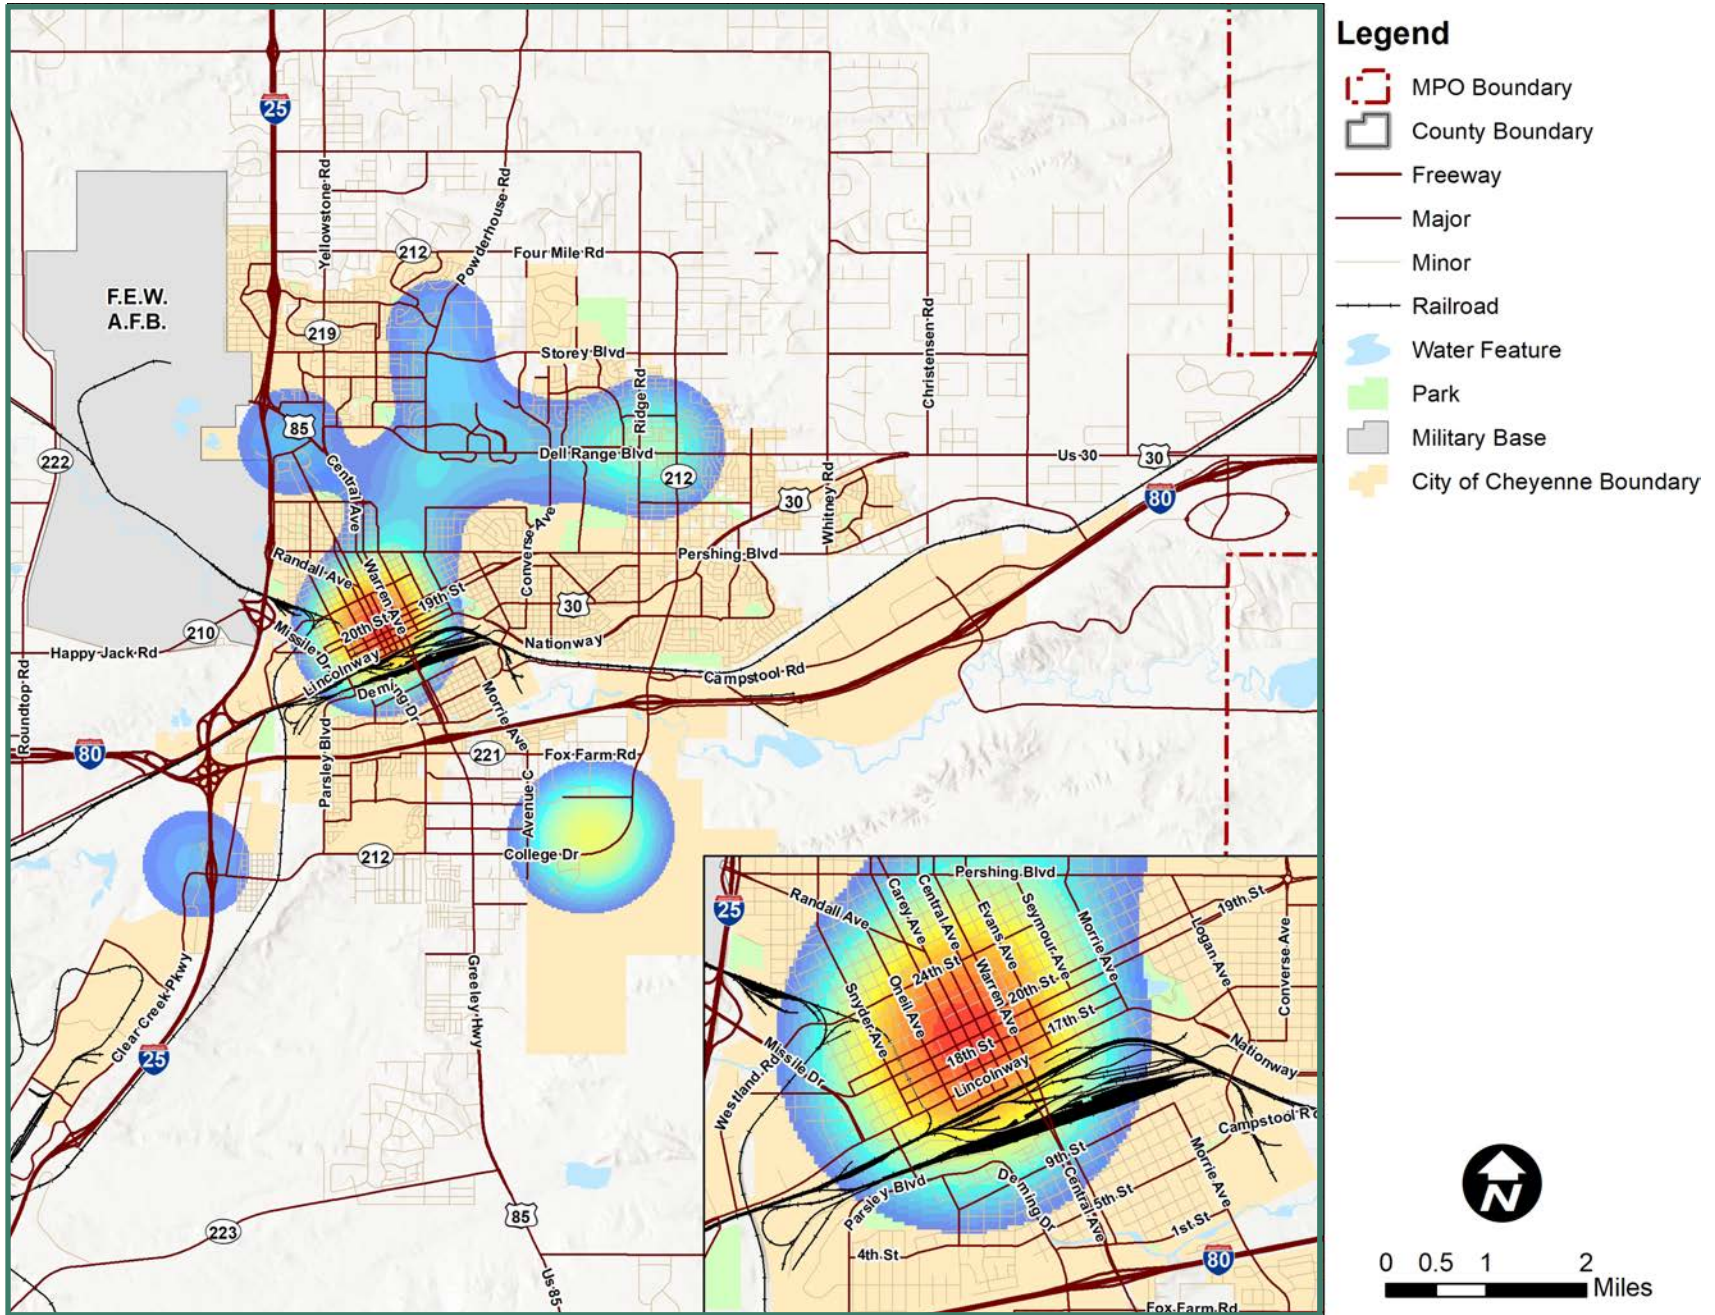 25
Yellowstone Rd
Powderhouse Rd
212
Four Mile Rd
F.E.W.
A.F.B.
219
Christensen Rd
Storey Blvd
Ridge Rd
85
Dell Range Blvd
Us 30
30
222
Central Ave
212
Whitney Rd
30
80
Converse Ave
Pershing Blvd
Randall Ave
Warren Ave
19th St
30
20th St
210
Missile Dr
Nationway
Happy Jack Rd
Lincolnway
Campstool Rd
Deming Dr
Morrie Ave
Roundtop Rd
Parsley Blvd
80
221
Fox Farm Rd
Avenue C
212
College Dr
Greeley Hwy
Clear Creek Pkwy
25
223
85
Us 85
Pershing Blvd
25
Randall Ave
Carey Ave
Central Ave
Evans Ave
Seymour Ave
Morrie Ave
19th St
Logan Ave
Converse Ave
24th St
Oneil Ave
Warren Ave
20th St
Snyder Ave
17th St
18th St
Missile Dr
Westland Rd
Lincolnway
Nationway
Campstool Rd
9th St
Parsley Blvd
Deming Dr
Central Ave
5th St
Morrie Ave
1st St
4th St
80
Fox Farm Rd
Legend
MPO Boundary
County Boundary
Freeway
Major
Minor
Railroad
Water Feature
Park
Military Base
City of Cheyenne Boundary
N
0 0.5 1 2
Miles